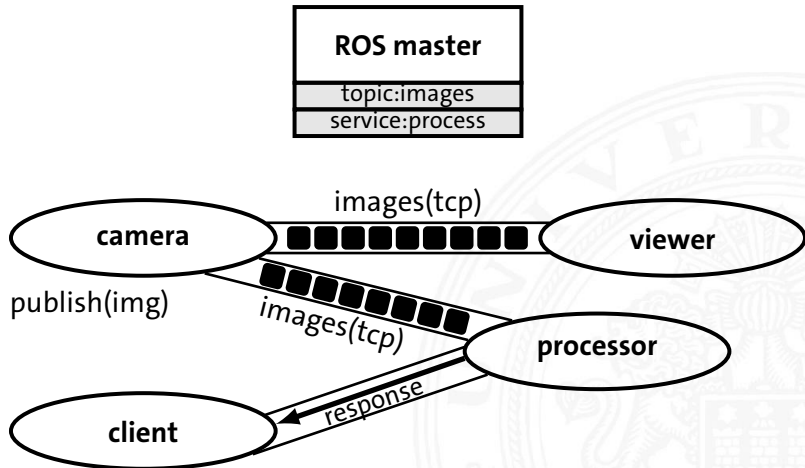 ROS master
topic:images
service:process
images(tcp)
camera
viewer
publish(img)
images(tcp)
processor
response
client